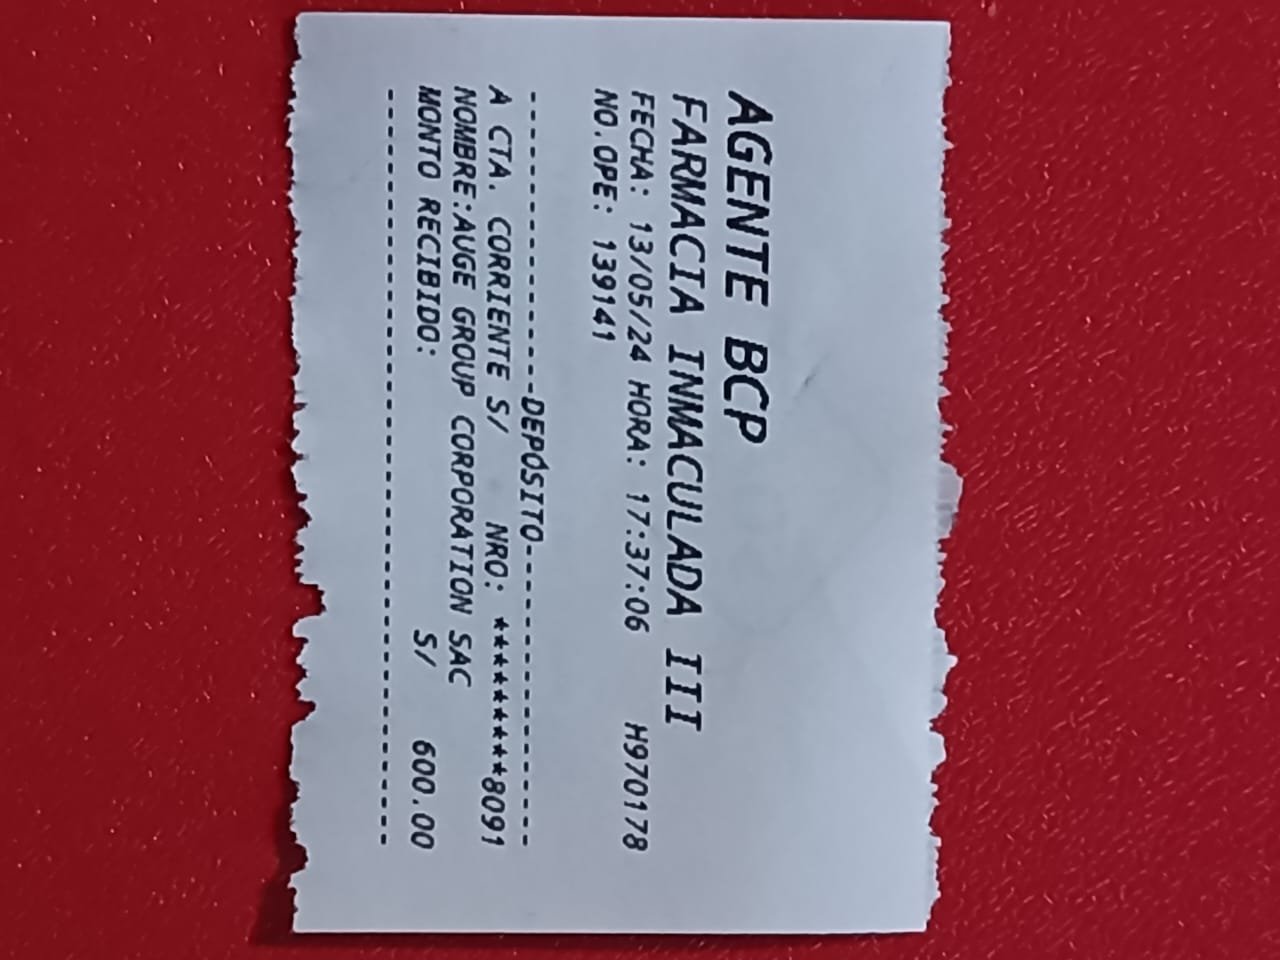 AGENTE BCP
FARMACIA INMACULADA III
FECHA: 13/05/24 HORA: 17:37:06 H970178
NO.OPE: 139141
-----------------DEPÓSITO-----------------
A CTA. CORRIENTE S/ NRO: **********8091
NOMBRE:AUGE GROUP CORPORATION SAC
MONTO RECIBIDO: S/ 600.00
------------------------------------------